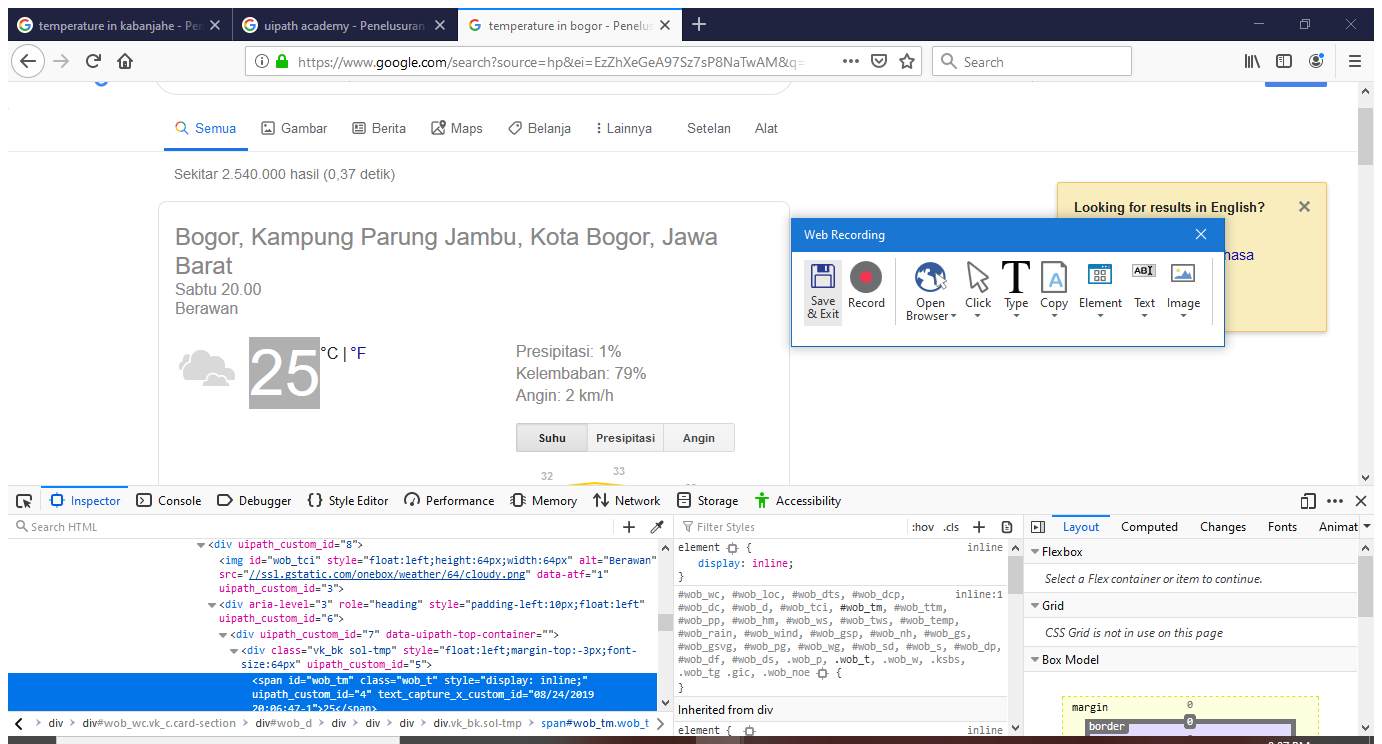 temperature in kabanjahe - Pen
uipath academy - Penelusuran
temperature in bogor - Penelus
https://www.google.com/search?source=hp&ei=EzZhXeGeA97Sz7sP8NaTwAM&q=
Search
Semua Gambar Berita Maps Belanja Lainnya Setelan Alat
Sekitar 2.540.000 hasil (0,37 detik)
Looking for results in English?
hasa
Bogor, Kampung Parung Jambu, Kota Bogor, Jawa
Barat
Sabtu 20.00
Berawan
25 °C | °F
Presipitasi: 1%
Kelembaban: 79%
Angin: 2 km/h
Suhu Presipitasi Angin
32 33
Web Recording
Save
& Exit
Record
Open
Browser
Click
Type
Copy
Element
Text
Image
Inspector Console Debugger Style Editor Performance Memory Network Storage Accessibility
Search HTML
<div uipath_custom_id="8">
<img id="wob_tci" style="float:left;height:64px;width:64px" alt="Berawan"
src="//ssl.gstatic.com/onebox/weather/64/cloudy.png" data-atf="1"
uipath_custom_id="3">
<div aria-level="3" role="heading" style="padding-left:10px;float:left"
uipath_custom_id="6">
<div uipath_custom_id="7" data-uipath-top-container="">
<div class="vk_bk sol-tmp" style="float:left;margin-top:-3px;font-
size:64px" uipath_custom_id="5">
<span id="wob_tm" class="wob_t" style="display: inline;"
uipath_custom_id="4" text_capture_x_custom_id="08/24/2019
20:06:47-1">25</span>
div div#wob_wc.vk_c.card-section div#wob_d div div div div.vk_bk.sol-tmp span#wob_tm.wob_t
Filter Styles :hov .cls
element { inline
display: inline;
}
#wob_wc, #wob_loc, #wob_dts, #wob_dcp, inline:1
#wob_dc, #wob_d, #wob_tci, #wob_tm, #wob_ttm,
#wob_pp, #wob_hm, #wob_ws, #wob_tws, #wob_temp,
#wob_rain, #wob_wind, #wob_gsp, #wob_nh, #wob_gs,
#wob_gsvg, #wob_pg, #wob_wg, #wob_sd, #wob_s, #wob_dp,
#wob_df, #wob_ds, .wob_p, .wob_t, .wob_w, .ksbs,
.wob_tg .gic, .wob_noe {
}
Inherited from div
element { inline
Layout Computed Changes Fonts Animat
Flexbox
Select a Flex container or item to continue.
Grid
CSS Grid is not in use on this page
Box Model
margin 0
border 0